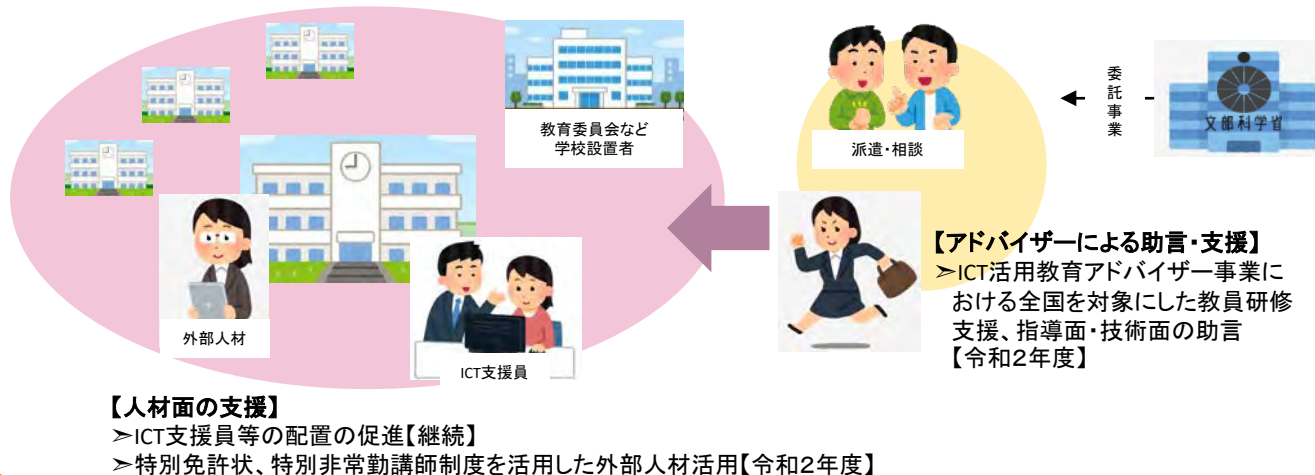 教育委員会など
学校設置者
派遣・相談
委託事業
文部科学省
外部人材
ICT支援員
【アドバイザーによる助言・支援】
➣ICT活用教育アドバイザー事業に
おける全国を対象にした教員研修
支援、指導面・技術面の助言
【令和２年度】
【人材面の支援】
➣ICT支援員等の配置の促進【継続】
➣特別免許状、特別非常勤講師制度を活用した外部人材活用【令和２年度】